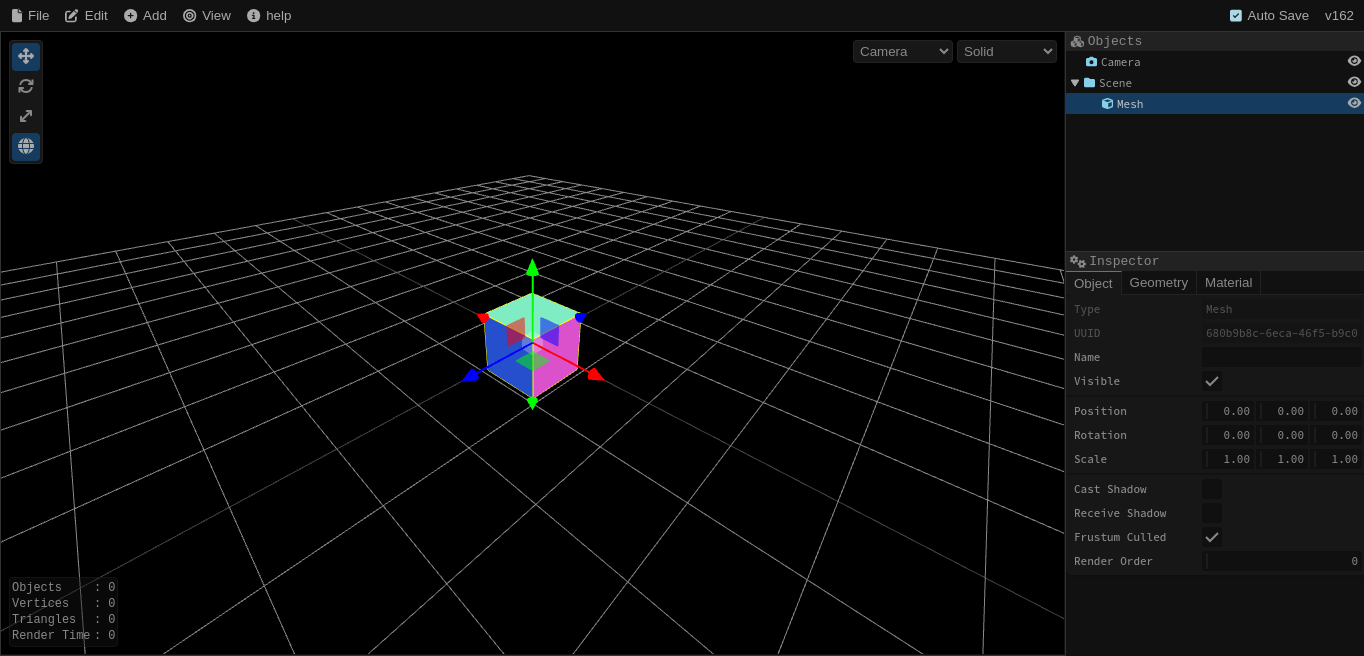 File Edit Add View help Auto Save v162
Camera Solid
Objects
Camera
Scene
Mesh
Inspector
Object Geometry Material
Type Mesh
UUID 680b9b8c-6eca-46f5-b9c0
Name
Visible
Position 0.00 0.00 0.00
Rotation 0.00 0.00 0.00
Scale 1.00 1.00 1.00
Cast Shadow
Receive Shadow
Frustum Culled
Render Order 0
Objects : 0
Vertices : 0
Triangles : 0
Render Time : 0